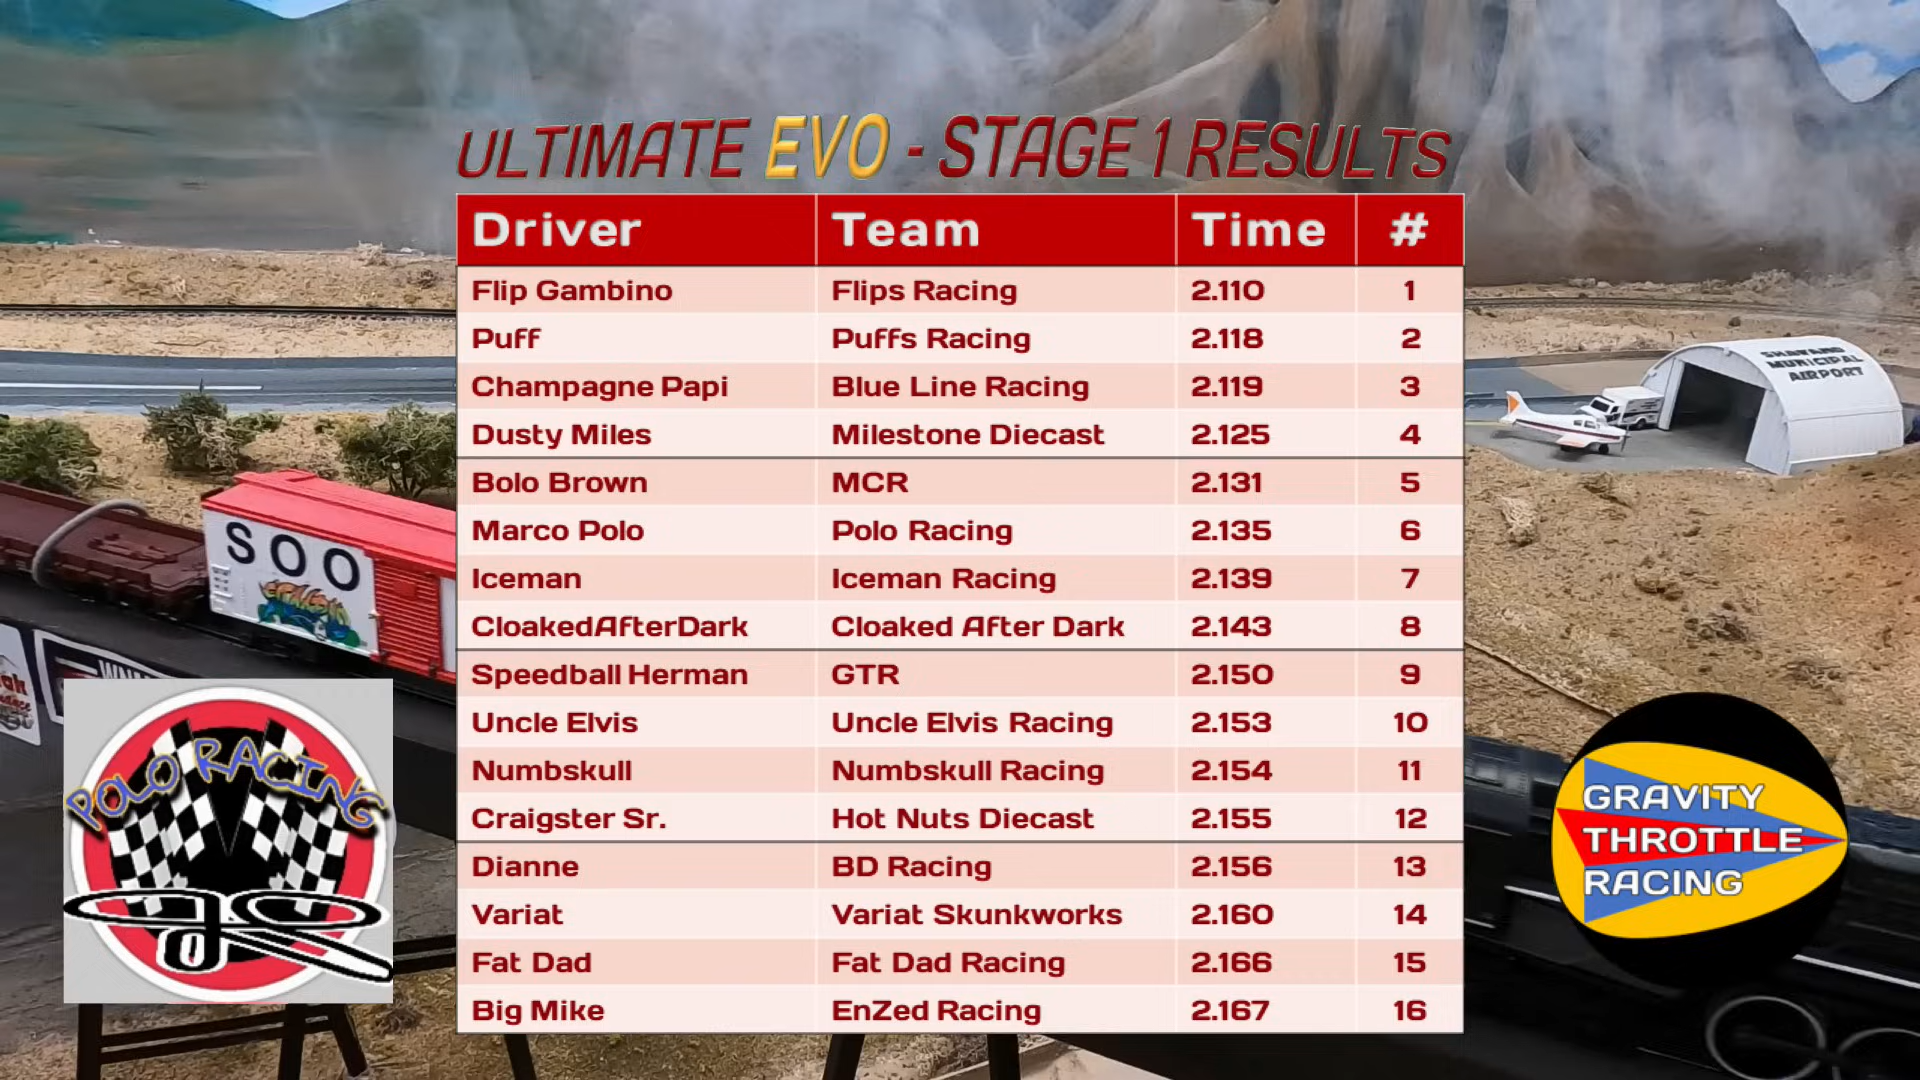 ULTIMATE EVO - STAGE 1 RESULTS
Driver Team Time #
Flip Gambino Flips Racing 2.110 1
Puff Puffs Racing 2.118 2
Champagne Papi Blue Line Racing 2.119 3
Dusty Miles Milestone Diecast 2.125 4
Bolo Brown MCR 2.131 5
Marco Polo Polo Racing 2.135 6
Iceman Iceman Racing 2.139 7
CloakedAfterDark Cloaked After Dark 2.143 8
Speedball Herman GTR 2.150 9
Uncle Elvis Uncle Elvis Racing 2.153 10
Numbskull Numbskull Racing 2.154 11
Craigster Sr. Hot Nuts Diecast 2.155 12
Dianne BD Racing 2.156 13
Variat Variat Skunkworks 2.160 14
Fat Dad Fat Dad Racing 2.166 15
Big Mike EnZed Racing 2.167 16
MUNICIPAL
AIRPORT
SOO
POLO RACING
GRAVITY
THROTTLE
RACING